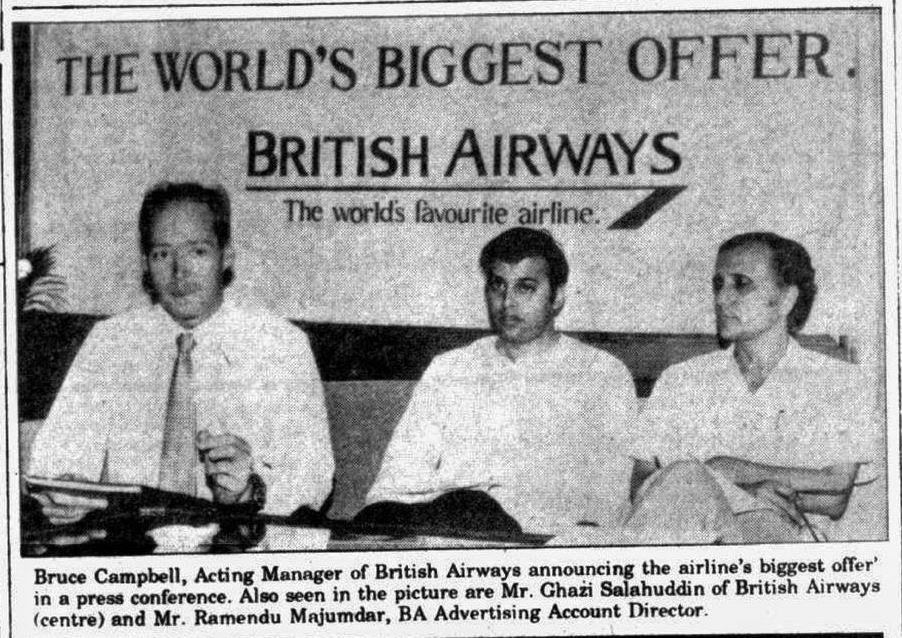 THE WORLD'S BIGGEST OFFER.
BRITISH AIRWAYS
The world's favourite airline.
Bruce Campbell, Acting Manager of British Airways announcing the airline's biggest offer'
in a press conference. Also seen in the picture are Mr. Ghazi Salahuddin of British Airways
(centre) and Mr. Ramendu Majumdar, BA Advertising Account Director.